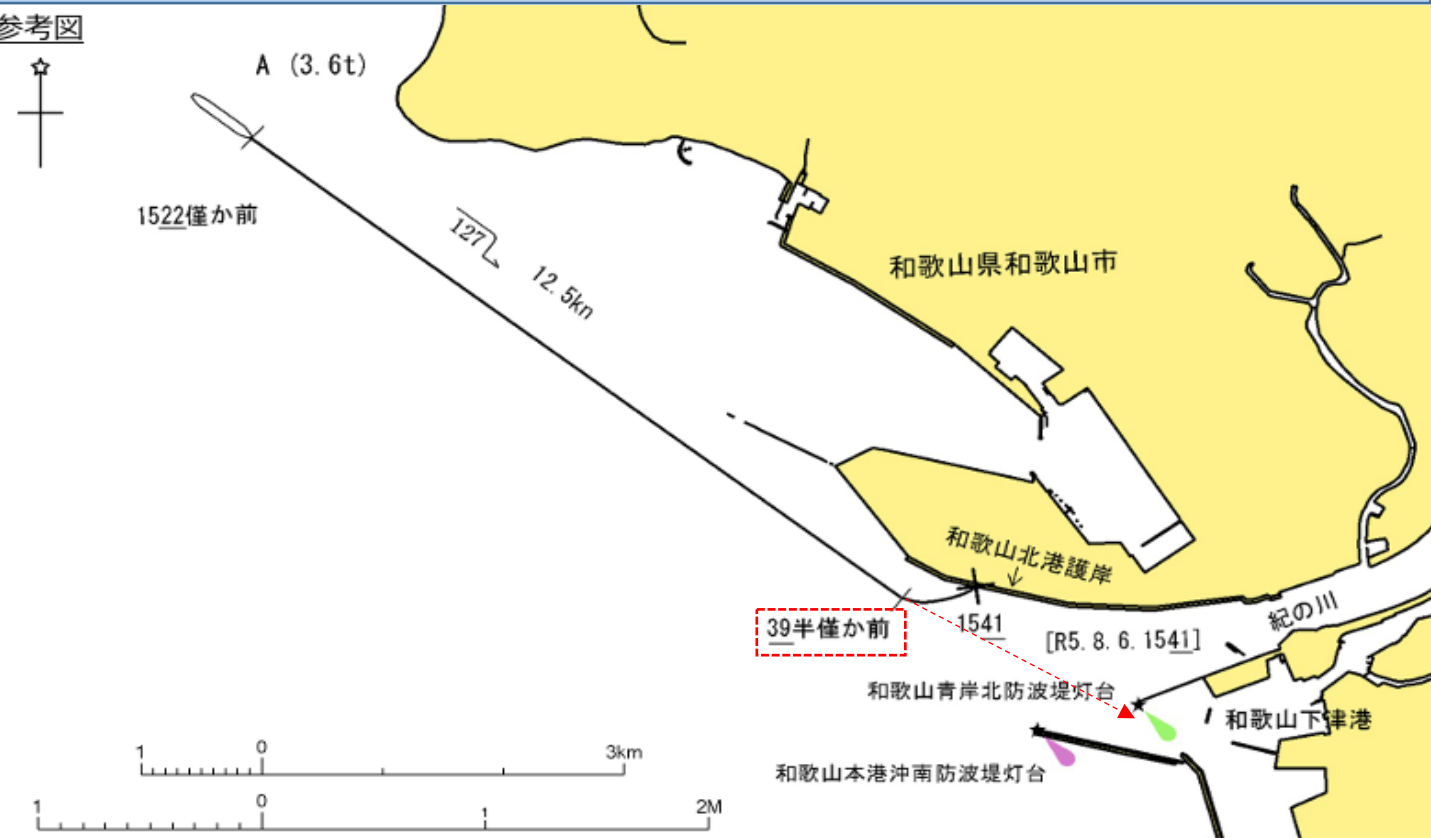 参考図
A (3.6t)
1522僅か前
127
12.5kn
和歌山県和歌山市
和歌山北港護岸
39半僅か前
1541
[R5.8.6.1541]
紀の川
和歌山青岸北防波堤灯台
和歌山下津港
和歌山本港沖南防波堤灯台
1 0 3km
1 0 1 2M